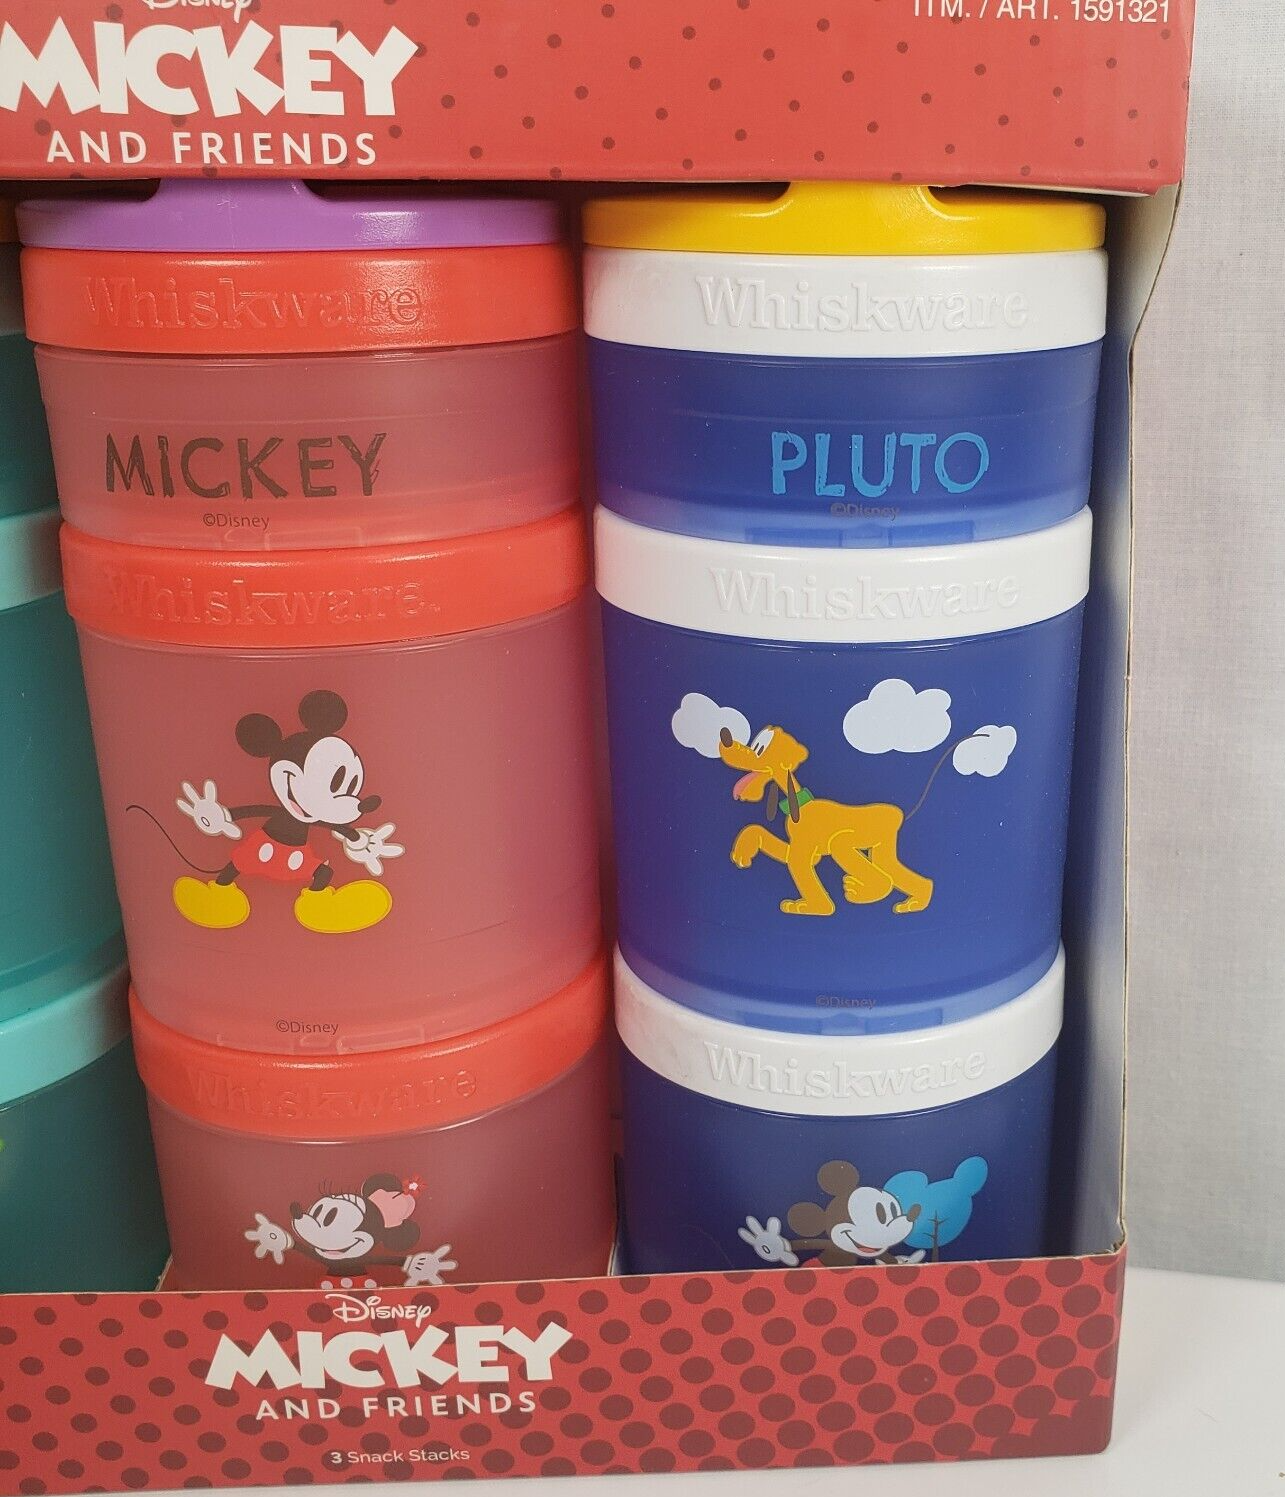 Disney
MICKEY
AND FRIENDS
ITM. / ART. 1591321
Whiskware
MICKEY
©Disney
Whiskware
©Disney
Whiskware
Whiskware
PLUTO
©Disney
Whiskware
©Disney
Whiskware
Disney
MICKEY
AND FRIENDS
3 Snack Stacks